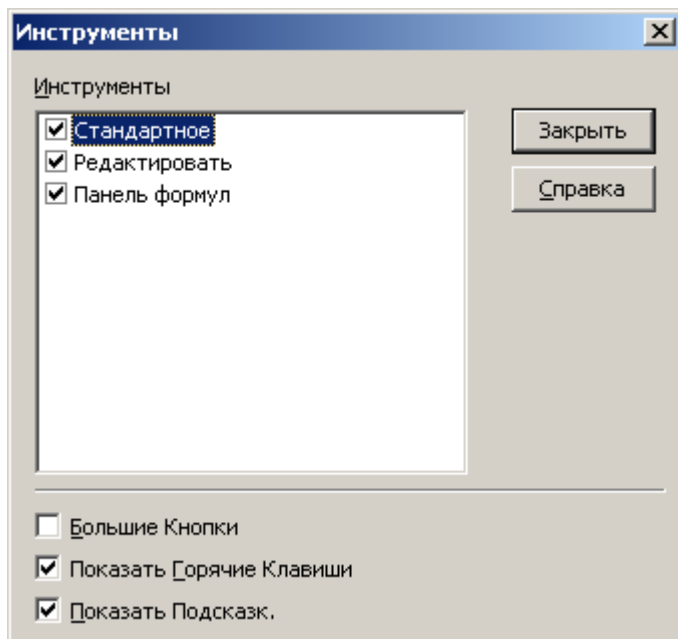 Инструменты
Инструменты
Стандартное
Редактировать
Панель формул
Закрыть
Справка
Большие Кнопки
Показать Горячие Клавиши
Показать Подсказк.